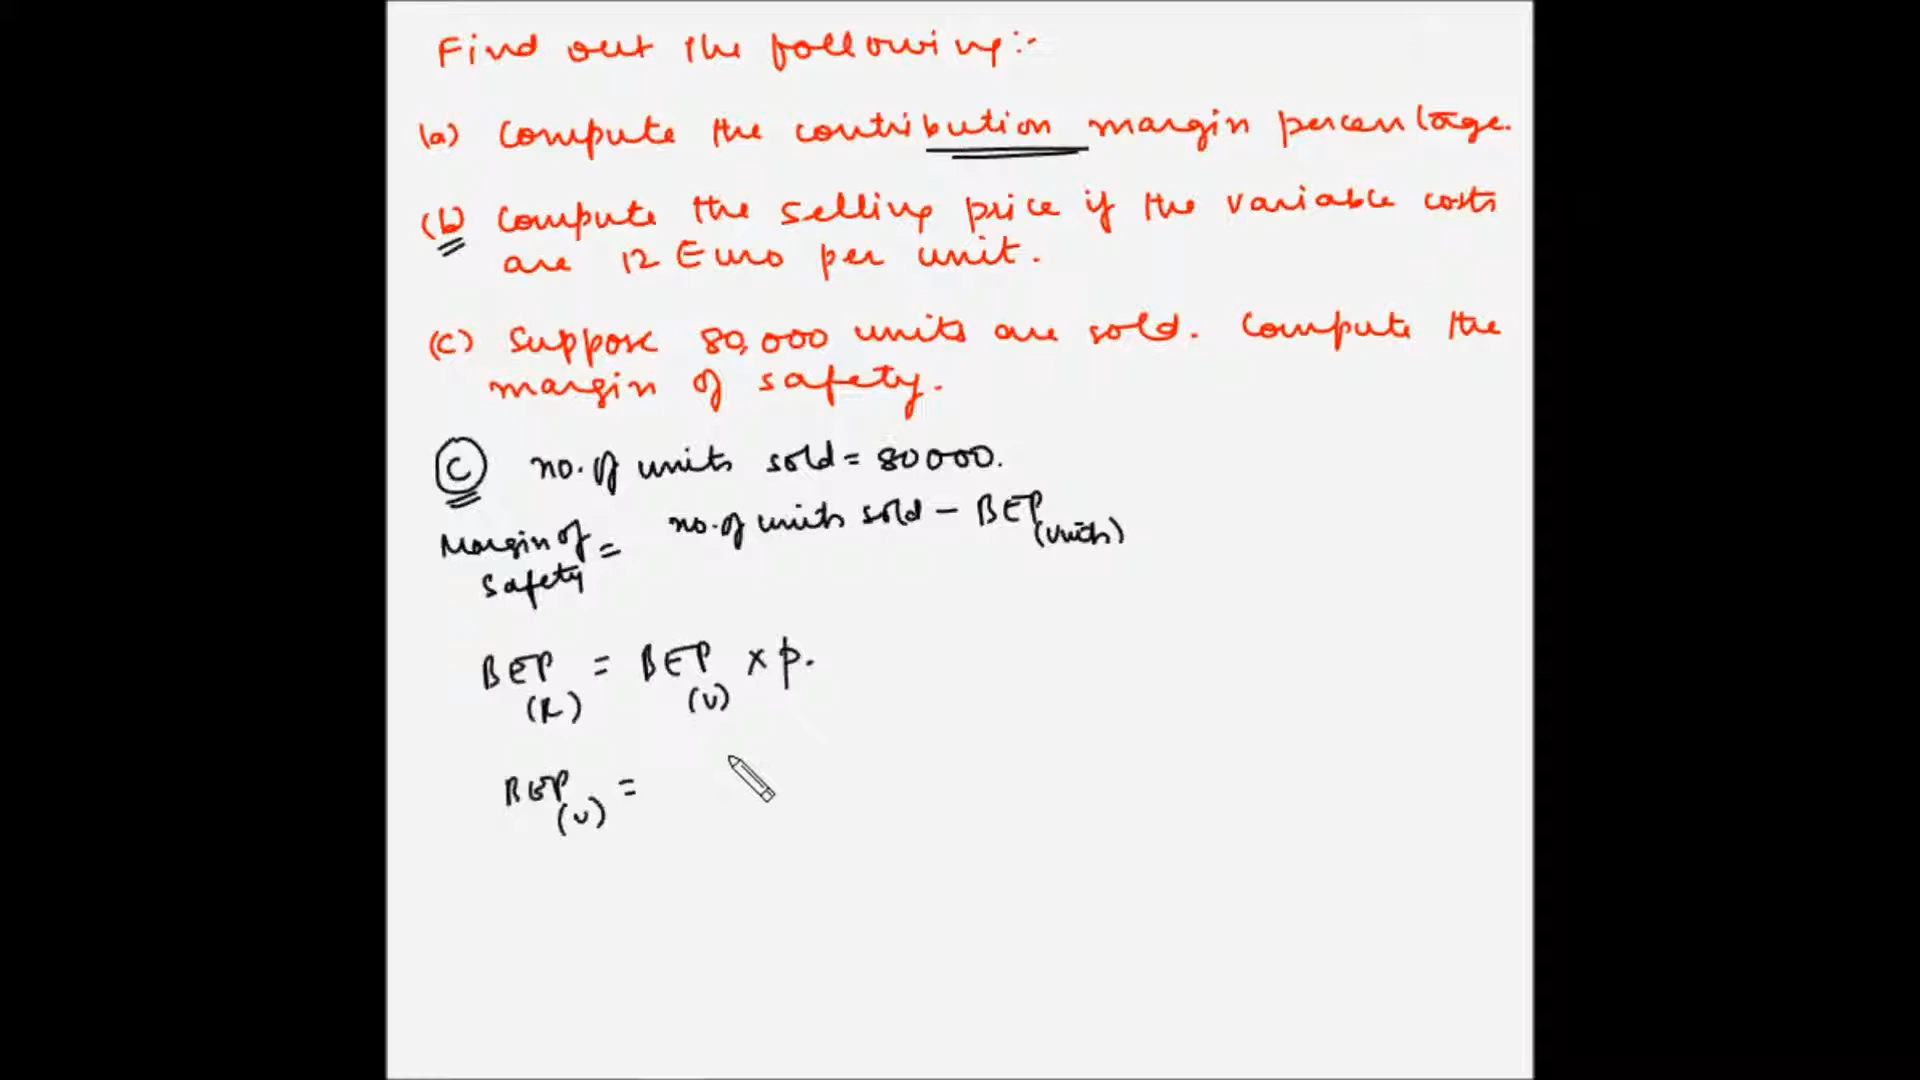 Find out the following:-
(a) Compute the contribution margin percentage.
(b) Compute the selling price if the variable costs
are 12 Euro per unit.
(c) Suppose 80,000 units are sold. Compute the
margin of safety.
(C) no. of units sold = 80000.
Margin of Safety = no. of units sold - BEP (units)
BEP (R) = BEP (U) x p.
BEP (U) =